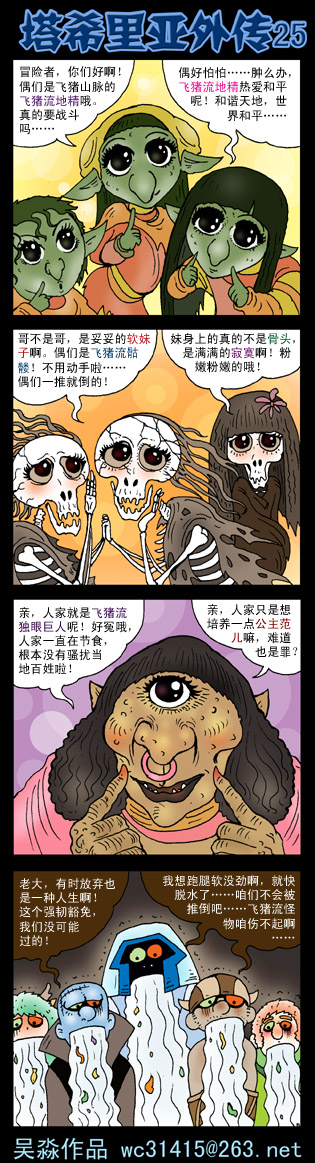 塔希里亚外传25
冒险者，你们好啊！
偶们是飞猪山脉的
飞猪流地精哦。
真的要战斗
吗……
偶好怕怕……肿么办，
飞猪流地精热爱和平
呢！和谐天地，世
界和平……
哥不是哥，是妥妥的软妹
子啊。偶们是飞猪流骷
髅！不用动手啦……
偶们一推就倒的！
妹身上的真的不是骨头，
是满满的寂寞啊！粉
嫩粉嫩的哦！
亲，人家就是飞猪流
独眼巨人呢！好冤哦，
人家一直在节食，
根本没有骚扰当
地百姓啦！
亲，人家只是想
培养一点公主范
儿嘛，难道
也是罪？
老大，有时放弃也
是一种人生啊！
这个强韧豁免，
我们没可能
过的！
我想跑腿软没劲啊，就快
脱水了……咱们不会被
推倒吧……飞猪流怪
物咱伤不起啊
……
吴淼作品 wc31415@263.net